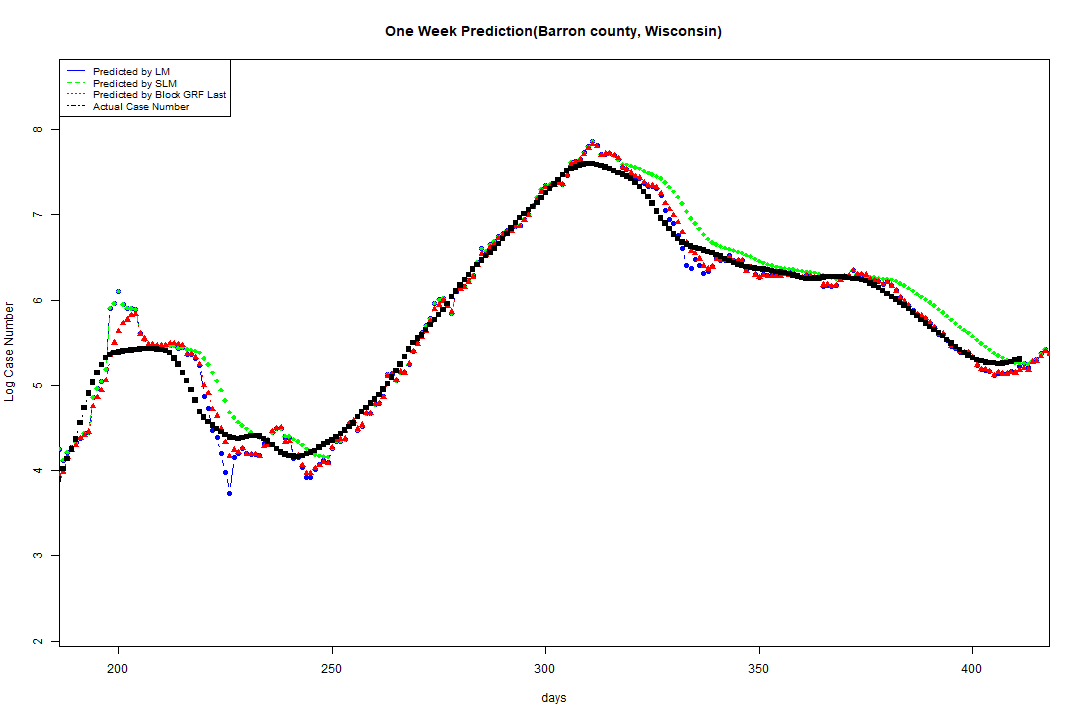 One Week Prediction(Barron county, Wisconsin)
Predicted by LM
Predicted by SLM
Predicted by Block GRF Last
Actual Case Number
8
7
6
5
4
3
2
Log Case Number
200 250 300 350 400
days